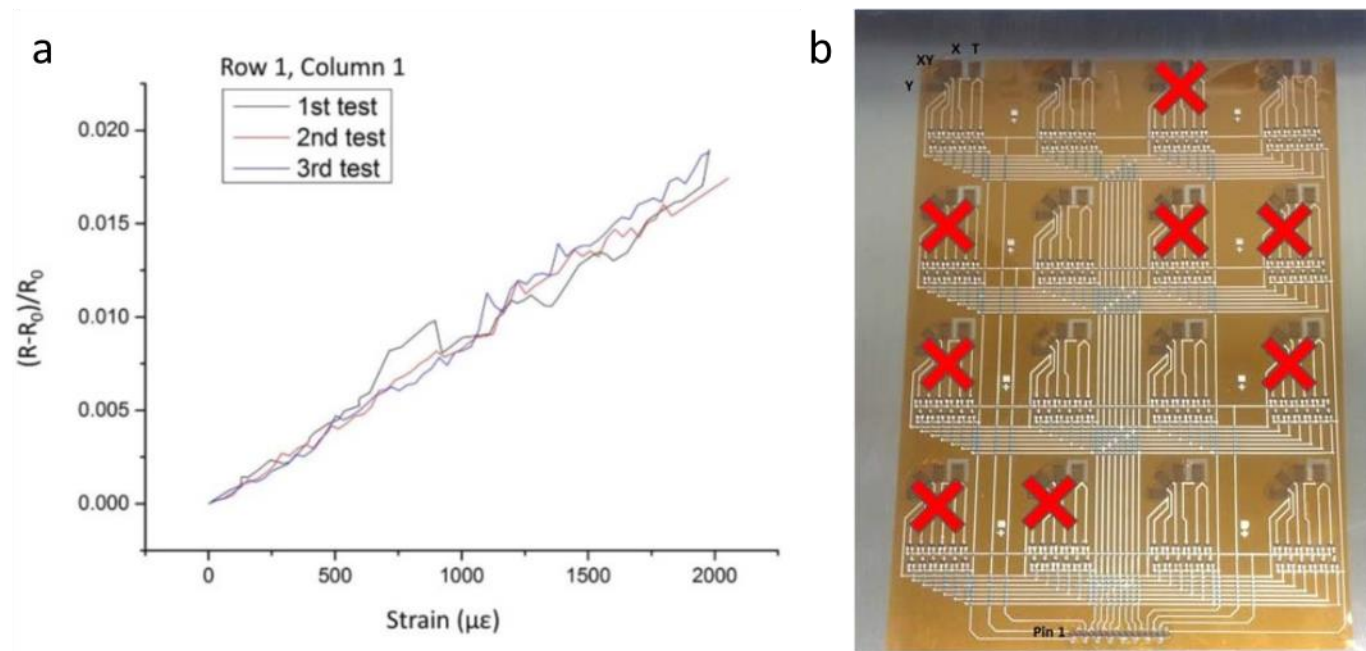 a
Row 1, Column 1
1st test
2nd test
3rd test
0.020
0.015
0.010
0.005
0.000
(R-R0)/R0
0
500
1000
1500
2000
Strain (με)
b
X T
XY
Y
Pin 1